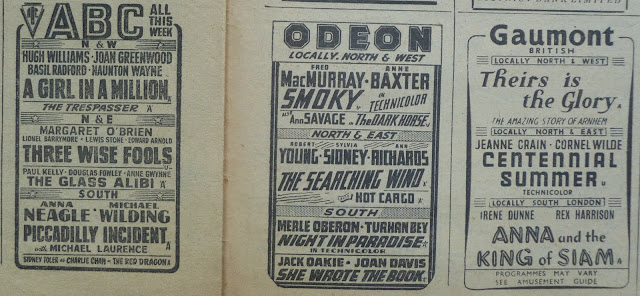 ABC
ALL
THIS
WEEK
N & W
HUGH WILLIAMS · JOAN GREENWOOD
BASIL RADFORD · NAUNTON WAYNE
A GIRL IN A MILLION A
THE TRESPASSER A
N & E
MARGARET O'BRIEN
LIONEL BARRYMORE · LEWIS STONE · EDWARD ARNOLD
THREE WISE FOOLS U
PAUL KELLY · DOUGLAS FOWLEY · ANNE GWYNNE
THE GLASS ALIBI A
SOUTH
ANNA MICHAEL
NEAGLE · WILDING
PICCADILLY INCIDENT A
with MICHAEL LAURENCE
SIDNEY TOLER AS CHARLIE CHAN - THE RED DRAGON A
ODEON
LOCALLY. NORTH & WEST
FRED ANNE
MACMURRAY · BAXTER
SMOKY U IN TECHNICOLOR
ALSO Ann SAVAGE in The DARK HORSE U
NORTH & EAST
ROBERT SYLVIA ANN
YOUNG · SIDNEY · RICHARDS
THE SEARCHING WIND A
HOT CARGO A
SOUTH
MERLE OBERON · TURHAN BEY
NIGHT IN PARADISE A
IN TECHNICOLOR
JACK OAKIE · JOAN DAVIS
SHE WROTE THE BOOK A
Gaumont
BRITISH
LOCALLY NORTH & WEST
Theirs is
the Glory.
THE AMAZING STORY OF ARNHEM
LOCALLY NORTH & EAST
JEANNE CRAIN · CORNEL WILDE
CENTENNIAL
SUMMER U
TECHNICOLOR
LOCALLY SOUTH LONDON
IRENE DUNNE REX HARRISON
ANNA and the
KING of SIAM A
PROGRAMMES MAY VARY.
SEE AMUSEMENT GUIDE